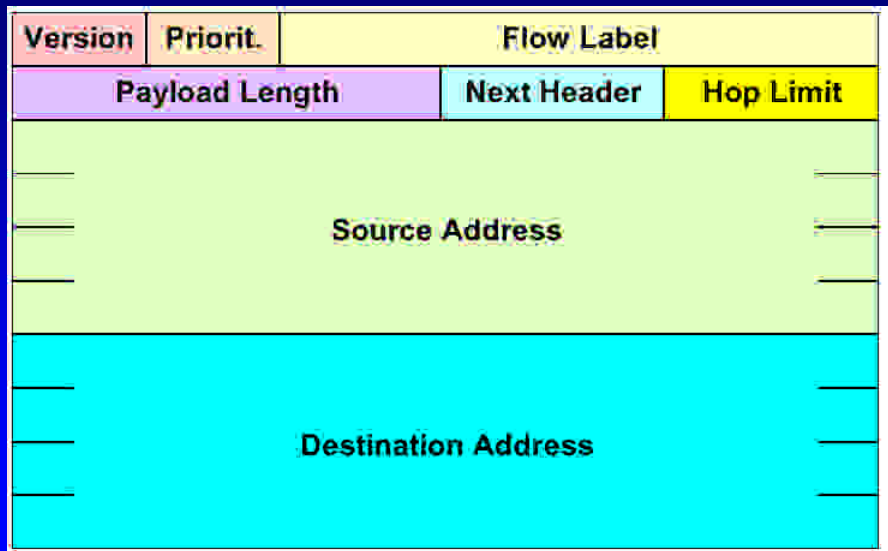 Version Priorit. Flow Label
Payload Length Next Header Hop Limit
Source Address
Destination Address